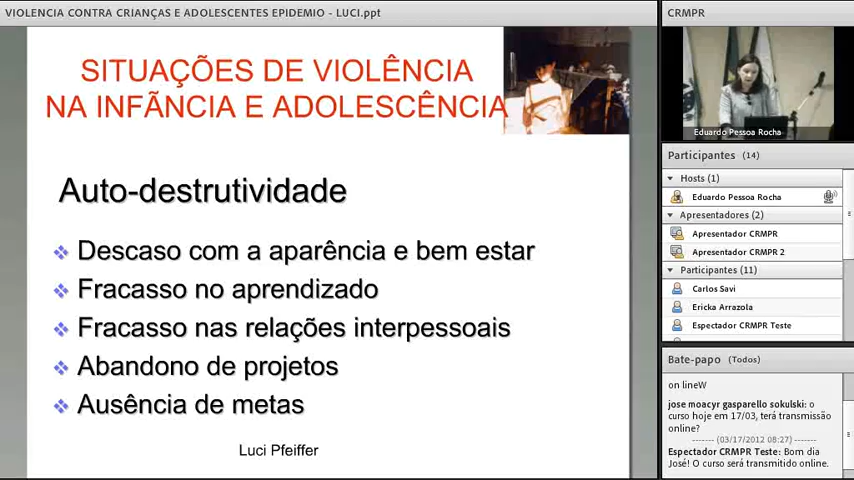 VIOLENCIA CONTRA CRIANÇAS E ADOLESCENTES EPIDEMIO - LUCI.ppt
SITUAÇÕES DE VIOLÊNCIA
NA INFÃNCIA E ADOLESCÊNCIA
Auto-destrutividade
Descaso com a aparência e bem estar
Fracasso no aprendizado
Fracasso nas relações interpessoais
Abandono de projetos
Ausência de metas
Luci Pfeiffer
CRMPR
Eduardo Pessoa Rocha
Participantes (14)
Hosts (1)
Eduardo Pessoa Rocha
Apresentadores (2)
Apresentador CRMPR
Apresentador CRMPR 2
Participantes (11)
Carlos Savi
Ericka Arrazola
Espectador CRMPR Teste
Bate-papo (Todos)
on lineW
jose moacyr gasparello sokulski: o
curso hoje em 17/03, terá transmissão
online?
------- (03/17/2012 08:27) -------
Espectador CRMPR Teste: Bom dia
José! O curso será transmitido online.